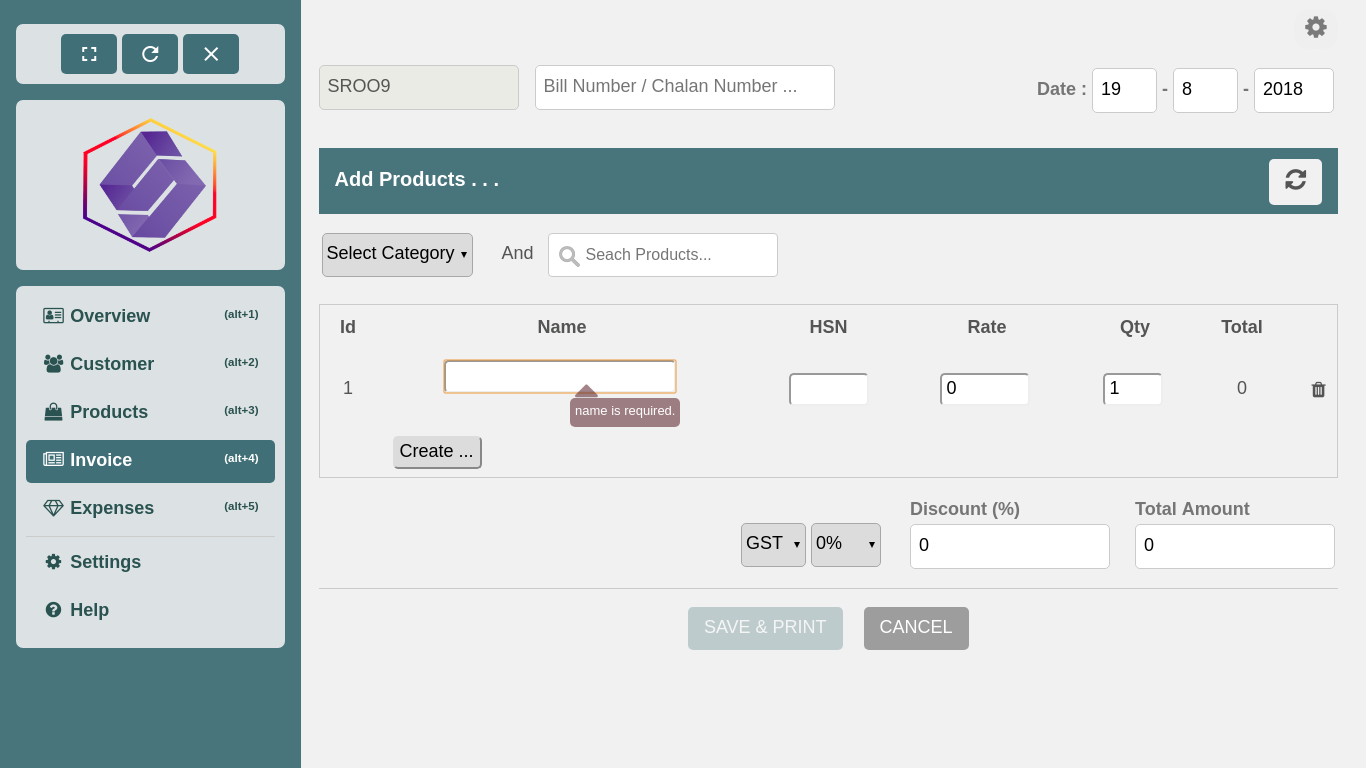 SROO9 Bill Number / Chalan Number ... Date : 19 - 8 - 2018
Add Products . . .
Select Category And Seach Products...
Overview (alt+1)
Customer (alt+2)
Products (alt+3)
Invoice (alt+4)
Expenses (alt+5)
Settings
Help
Id Name HSN Rate Qty Total
1 0 1 0
name is required.
Create ...
Discount (%) Total Amount
GST 0% 0 0
SAVE & PRINT CANCEL